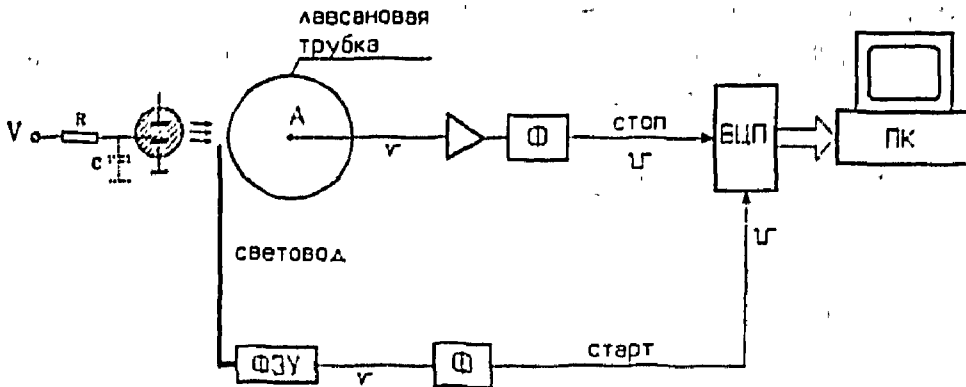 лавсановая
трубка
V
R
C
A
Ф
стоп
ВЦП
ПК
световод
ФЭУ
Ф
старт